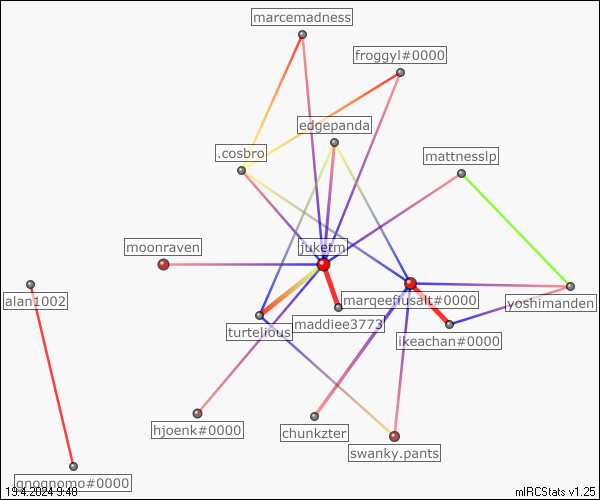 marcemadness
froggyl#0000
edgepanda
.cosbro
mattnesslp
moonraven
juketm
alan1002
marqeefiusalt#0000
yoshimanden
maddiee3773
turtelious
ikeachan#0000
hjoenk#0000
chunkzter
swanky.pants
gnognomo#0000
19.4.2024 9:40
mIRCStats v1.25